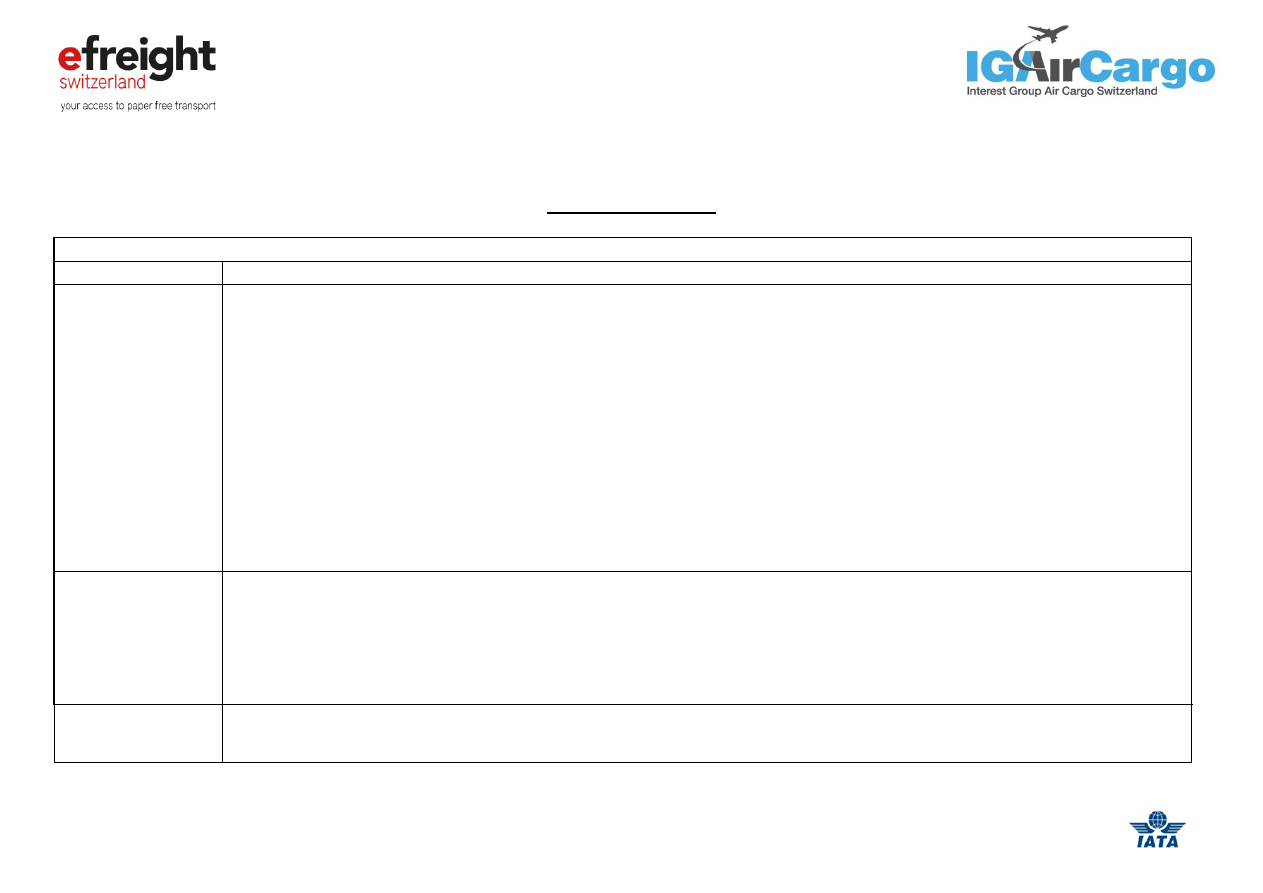 efreight
switzerland
your access to paper free transport
IGAirCargo
Interest Group Air Cargo Switzerland
IATA